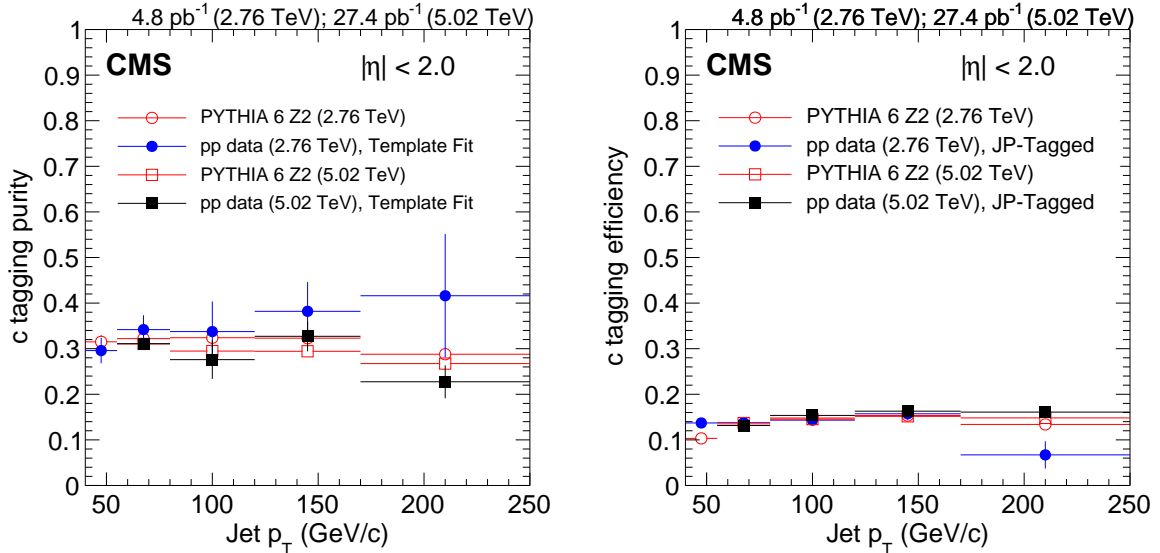 4.8 pb⁻¹ (2.76 TeV); 27.4 pb⁻¹ (5.02 TeV)
CMS |η| < 2.0
PYTHIA 6 Z2 (2.76 TeV)
pp data (2.76 TeV), Template Fit
PYTHIA 6 Z2 (5.02 TeV)
pp data (5.02 TeV), Template Fit
c tagging purity
1
0.9
0.8
0.7
0.6
0.5
0.4
0.3
0.2
0.1
0
50 100 150 200 250
Jet p_T (GeV/c)
4.8 pb⁻¹ (2.76 TeV); 27.4 pb⁻¹ (5.02 TeV)
CMS |η| < 2.0
PYTHIA 6 Z2 (2.76 TeV)
pp data (2.76 TeV), JP-Tagged
PYTHIA 6 Z2 (5.02 TeV)
pp data (5.02 TeV), JP-Tagged
c tagging efficiency
1
0.9
0.8
0.7
0.6
0.5
0.4
0.3
0.2
0.1
0
50 100 150 200 250
Jet p_T (GeV/c)